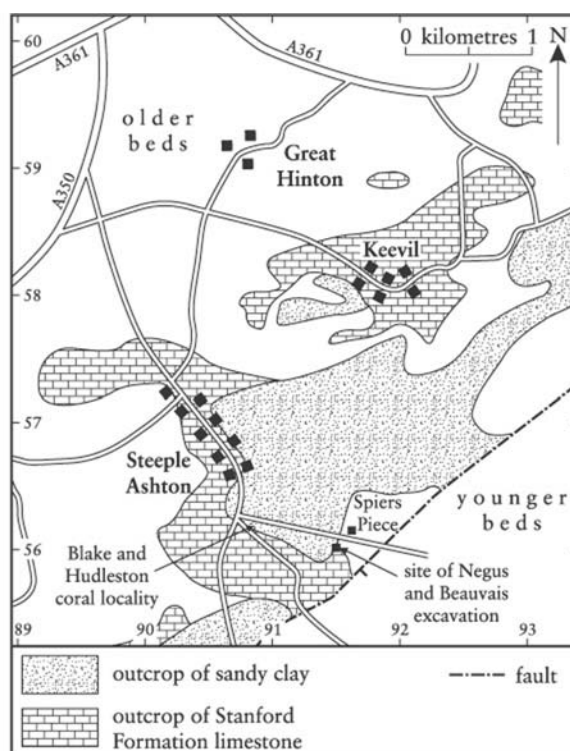 60
A361
A361
0 kilometres 1
N
older
beds
59
Great
Hinton
A350
Keevil
58
57
Steeple
Ashton
Spiers
Piece
younger
beds
56
Blake and
Hudleston
coral locality
site of Negus
and Beauvais
excavation
89 90 91 92 93
outcrop of sandy clay
fault
outcrop of Stanford
Formation limestone